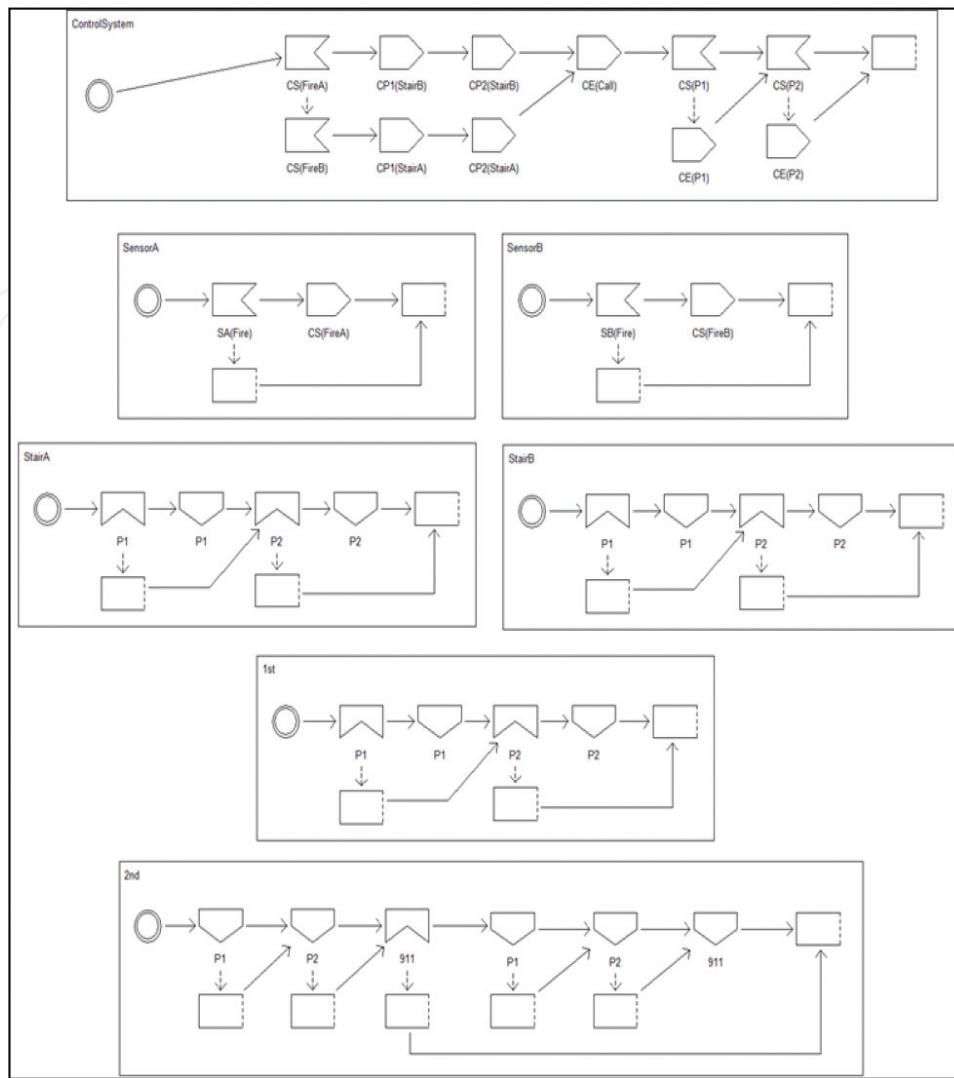 ControlSystem
CS(FireA) CP1(StairB) CP2(StairB) CE(Call) CS(P1) CS(P2)
CS(FireB) CP1(StairA) CP2(StairA) CE(P1) CE(P2)
SensorA
SA(Fire) CS(FireA)
SensorB
SB(Fire) CS(FireB)
StairA
P1 P1 P2 P2
StairB
P1 P1 P2 P2
1st
P1 P1 P2 P2
2nd
P1 P2 911 P1 P2 911